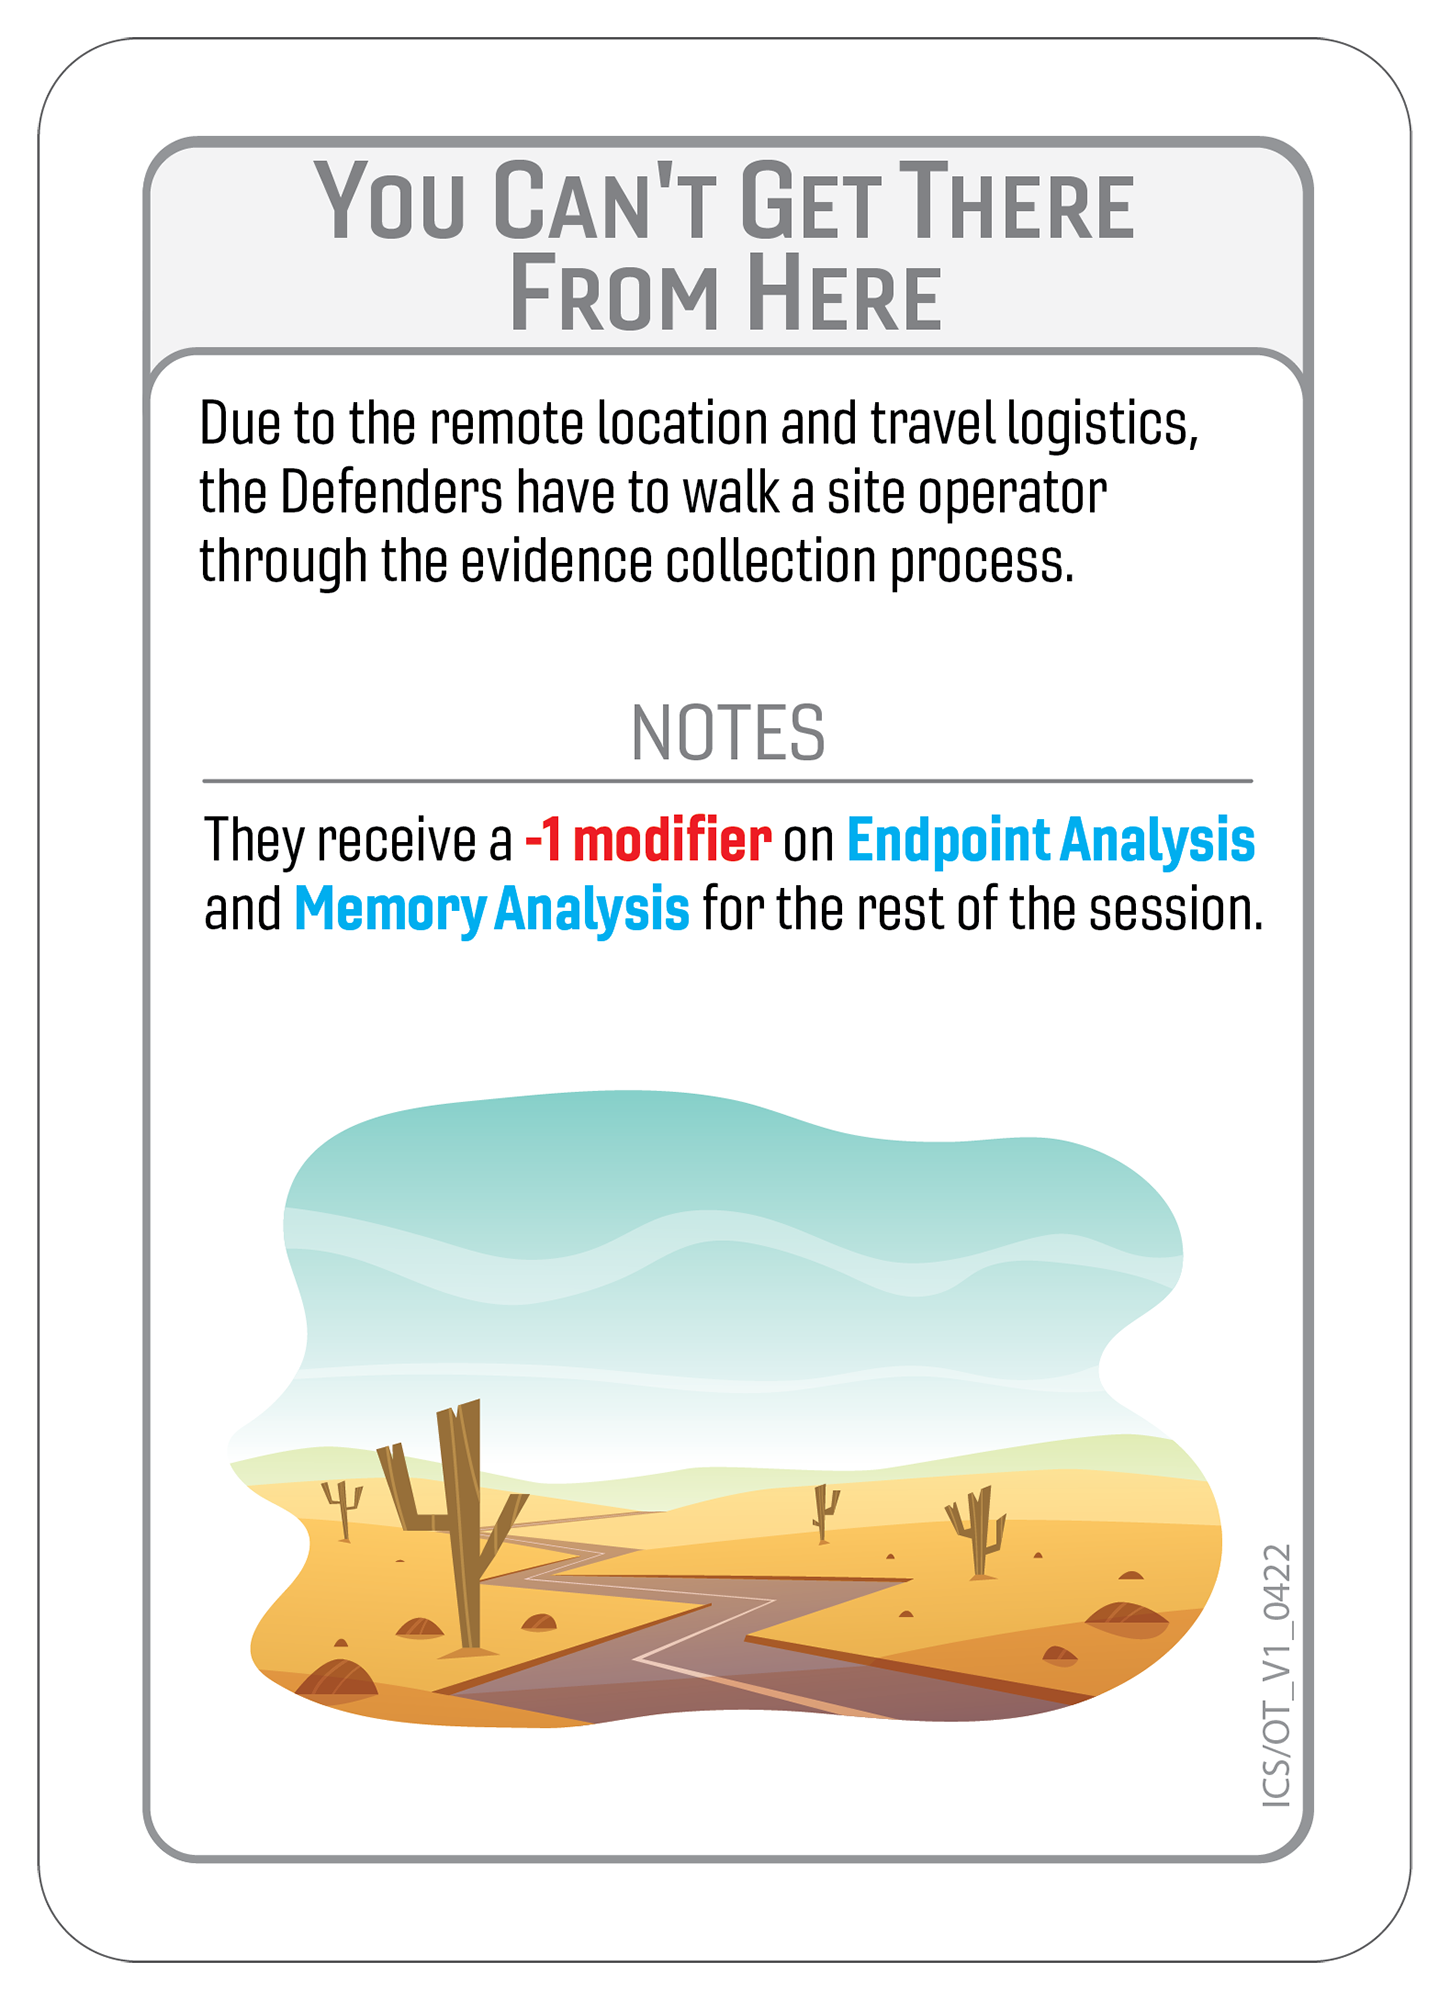 You Can't Get There
From Here
Due to the remote location and travel logistics,
the Defenders have to walk a site operator
through the evidence collection process.
NOTES
They receive a -1 modifier on Endpoint Analysis
and Memory Analysis for the rest of the session.
ICS/OT_V1_0422